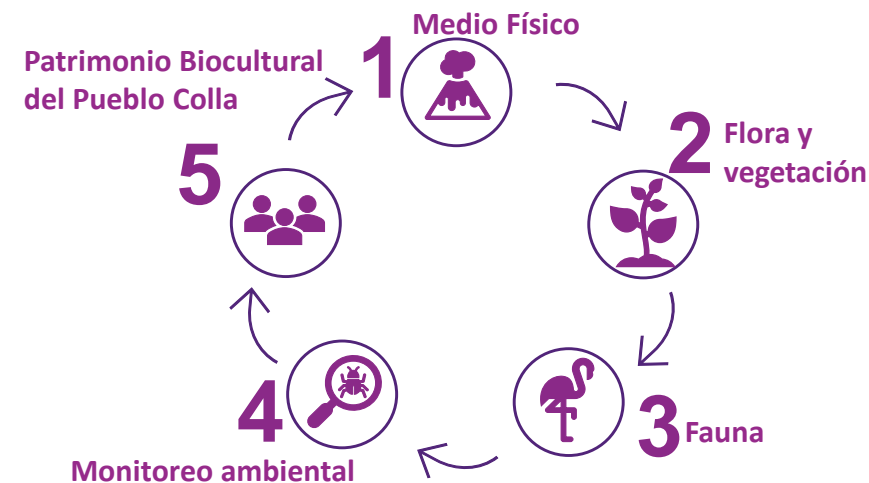 1
Medio Físico
2
Flora y
vegetación
3
Fauna
4
Monitoreo ambiental
5
Patrimonio Biocultural
del Pueblo Colla